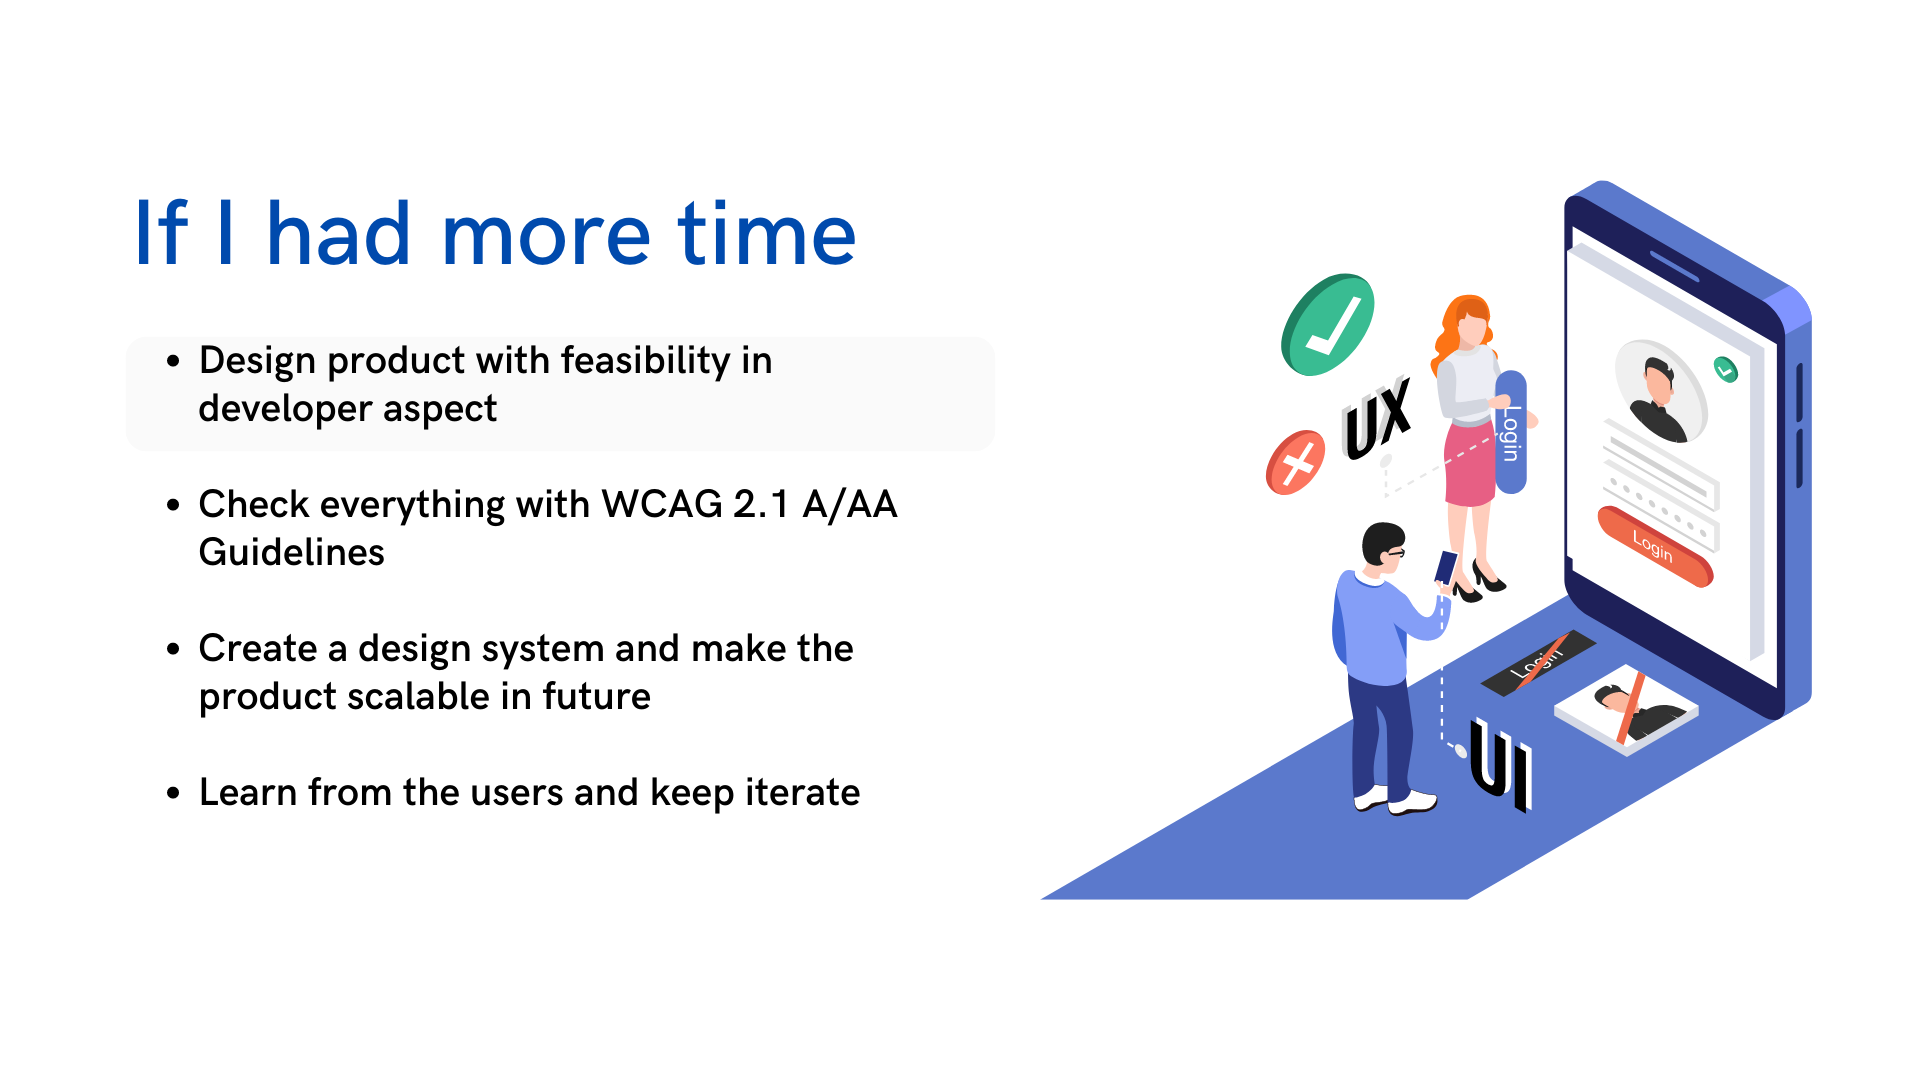 If I had more time
• Design product with feasibility in
developer aspect
• Check everything with WCAG 2.1 A/AA
Guidelines
• Create a design system and make the
product scalable in future
• Learn from the users and keep iterate
UX
Login
Login
Login
UI